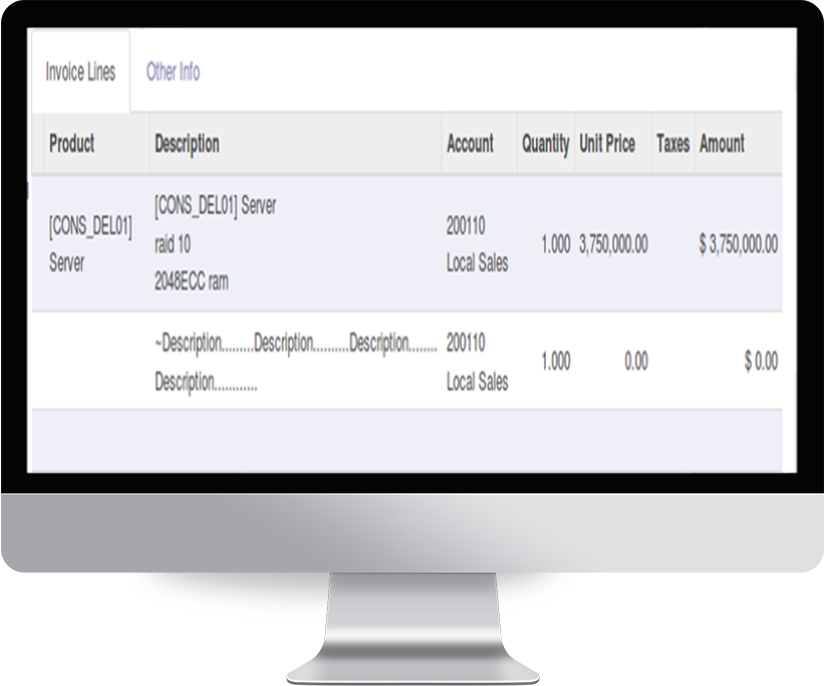 Invoice Lines Other Info
Product Description Account Quantity Unit Price Taxes Amount
[CONS_DEL01] Server
[CONS_DEL01] Server
raid 10
2048ECC ram
200110
Local Sales
1.000 3,750,000.00 $ 3,750,000.00
~Description........Description..........Description........
Description............
200110
Local Sales
1.000 0.00 $ 0.00